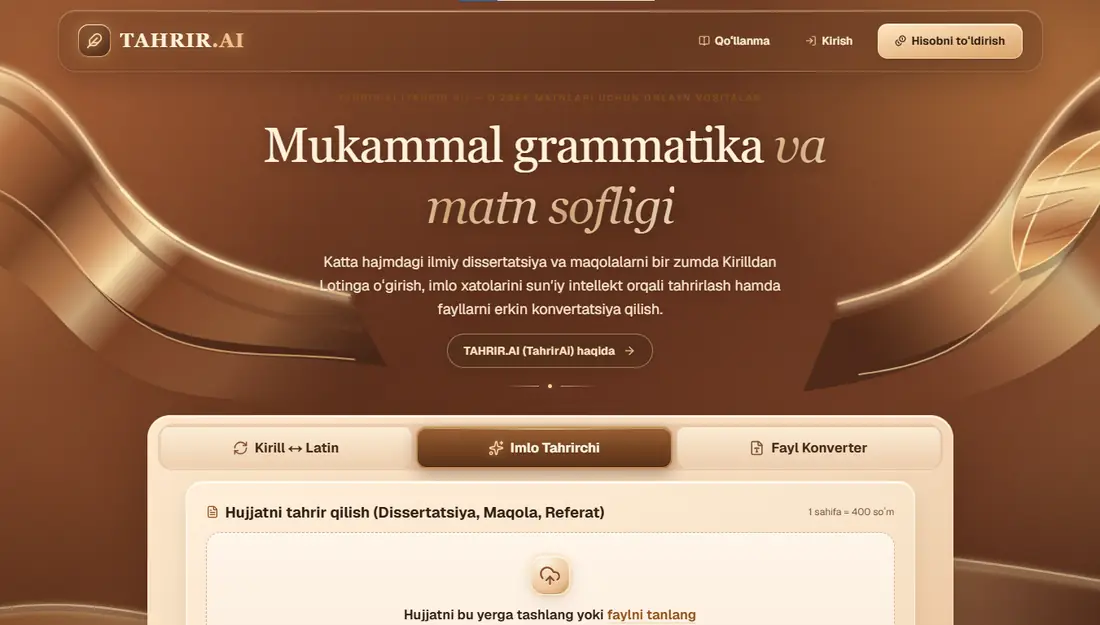 TAHRIR.AI
Qo'llanma
Kirish
Hisobni to'ldirish
Mukammal grammatika va
matn sofligi
Katta hajmdagi ilmiy dissertatsiya va maqolalarni bir zumda Kirilldan
Lotinga o'girish, imlo xatolarini sun'iy intellekt orqali tahrirlash hamda
fayllarni erkin konvertatsiya qilish.
TAHRIR.AI (TahrirAi) haqida →
Kirill ↔ Latin
Imlo Tahrirchi
Fayl Konverter
Hujjatni tahrir qilish (Dissertatsiya, Maqola, Referat)
1 sahifa = 400 so'm
Hujjatni bu yerga tashlang yoki faylni tanlang